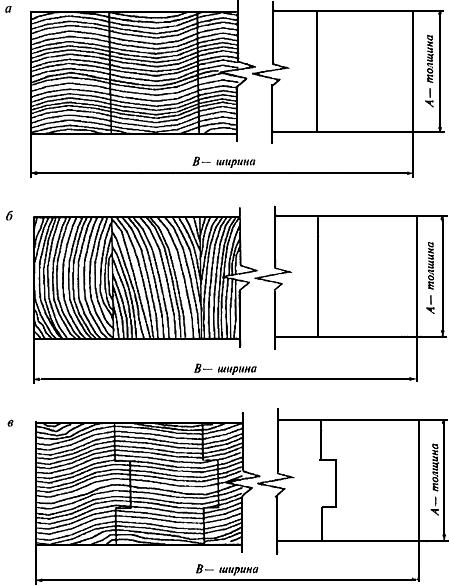 а
А — толщина
В — ширина
б
А — толщина
В — ширина
в
А — толщина
В — ширина